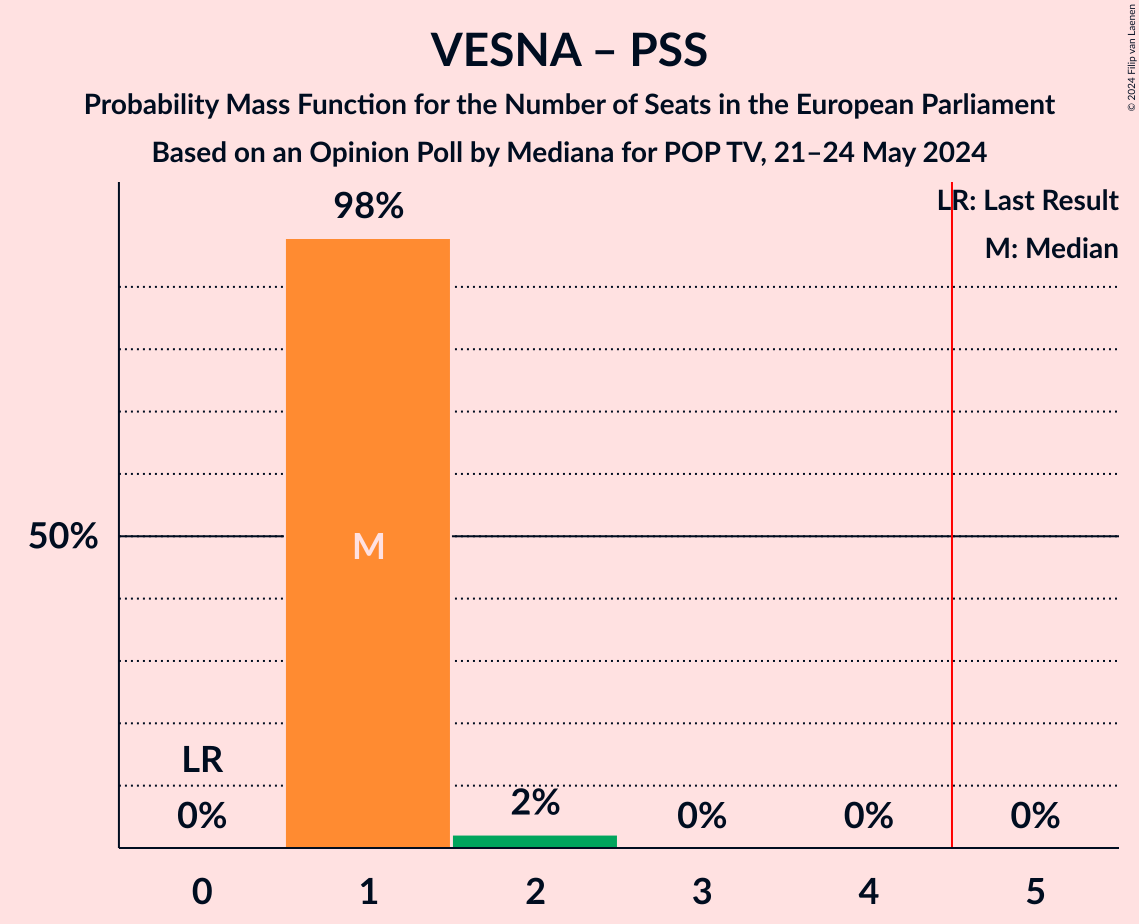 VESNA – PSS
Probability Mass Function for the Number of Seats in the European Parliament
Based on an Opinion Poll by Mediana for POP TV, 21–24 May 2024
© 2024 Filip van Laenen
LR: Last Result
M: Median
98%
50%
M
LR
0%
2%
0%
0%
0%
0
1
2
3
4
5